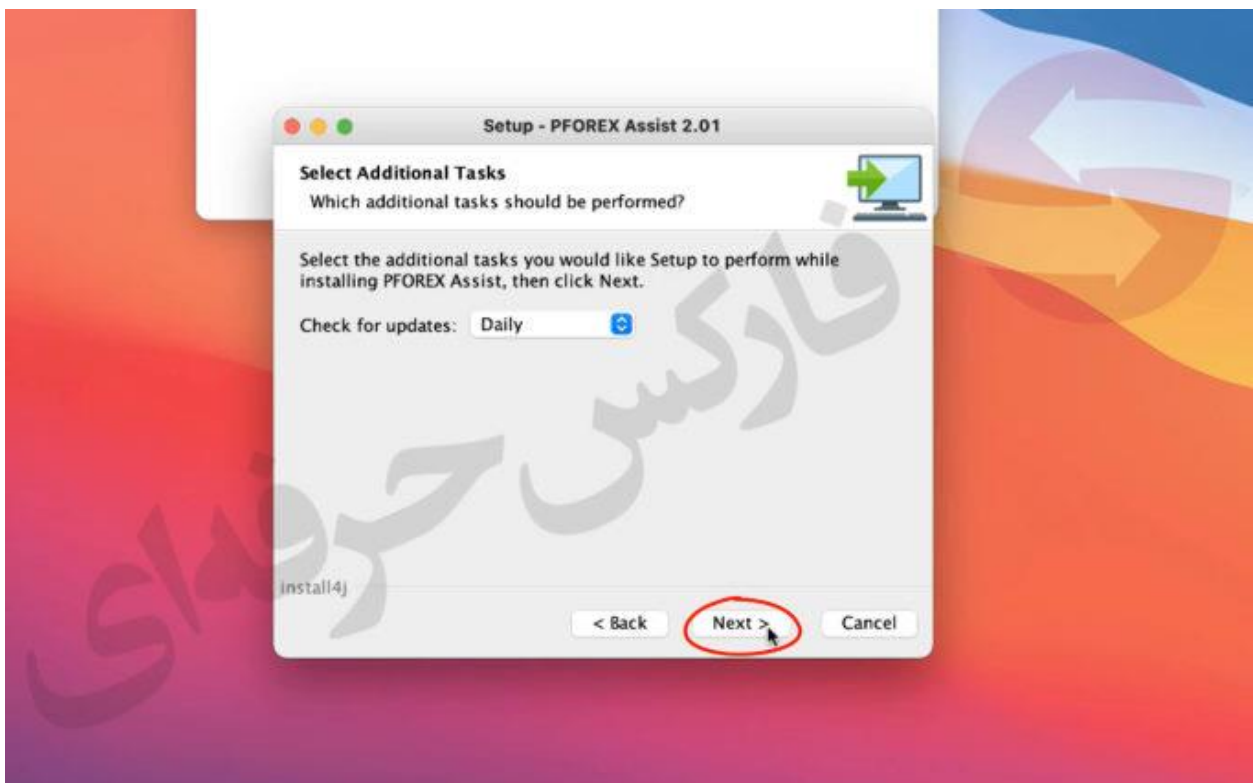 Setup - PFOREX Assist 2.01
Select Additional Tasks
Which additional tasks should be performed?
Select the additional tasks you would like Setup to perform while
installing PFOREX Assist, then click Next.
Check for updates: Daily
فارکس حرفه‌ای
install4j
< Back Next > Cancel